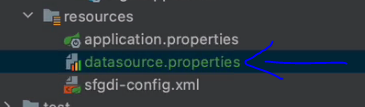 resources
application.properties
datasource.properties
sfgdi-config.xml
test